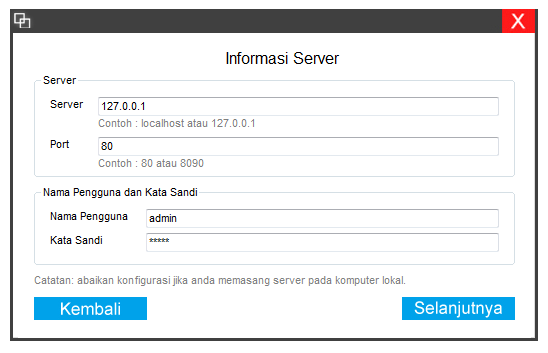 X
Informasi Server
Server
Server 127.0.0.1
Contoh : localhost atau 127.0.0.1
Port 80
Contoh : 80 atau 8090
Nama Pengguna dan Kata Sandi
Nama Pengguna admin
Kata Sandi *****
Catatan: abaikan konfigurasi jika anda memasang server pada komputer lokal.
Kembali Selanjutnya